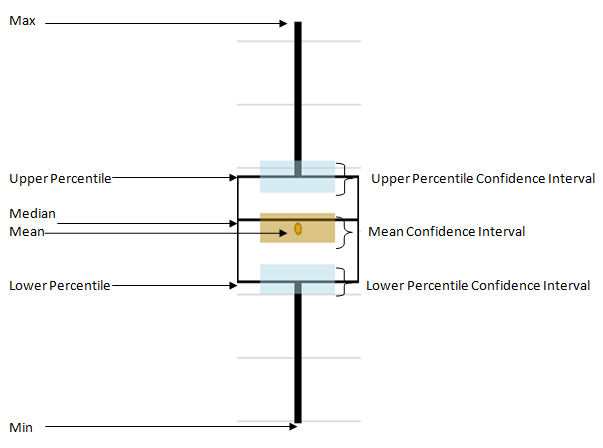 Max
Upper Percentile
Upper Percentile Confidence Interval
Median
Mean
Mean Confidence Interval
Lower Percentile
Lower Percentile Confidence Interval
Min